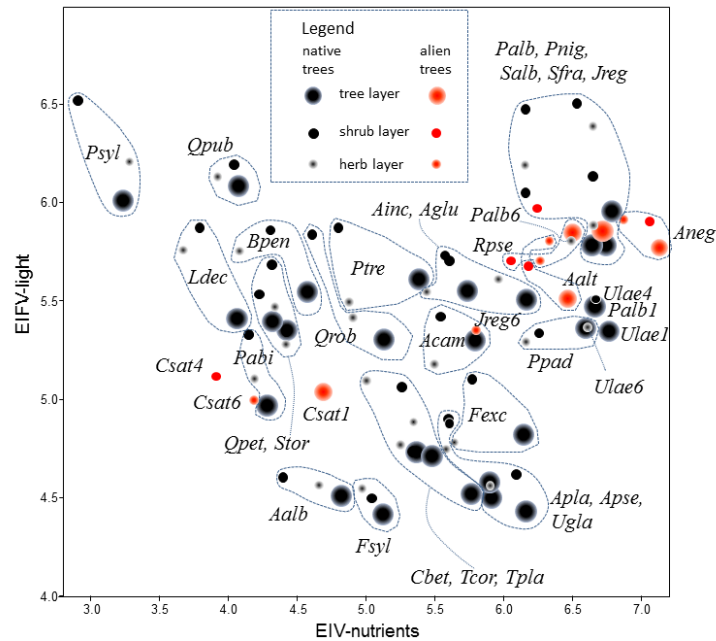 Legend
native trees
alien trees
tree layer
shrub layer
herb layer
Palb, Pnig,
Salb, Sfra, Jreg
6.5
Psyl
Qpub
6.0
Ainc, Aglu
Palb6
Aneg
Bpen
Rpse
Ldec
Ptre
Aalt
5.5
Ulae4
Palb1
Jreg6
Ulae1
Pabi
Qrob
Acam
Ppad
Csat4
Ulae6
Csat6
Csat1
Fexc
5.0
Qpet, Stor
4.5
Aalb
Fsyl
Apla, Apse,
Ugla
Cbet, Tcor, Tpla
4.0
EIFV-light
3.0 3.5 4.0 4.5 5.0 5.5 6.0 6.5 7.0
EIV-nutrients